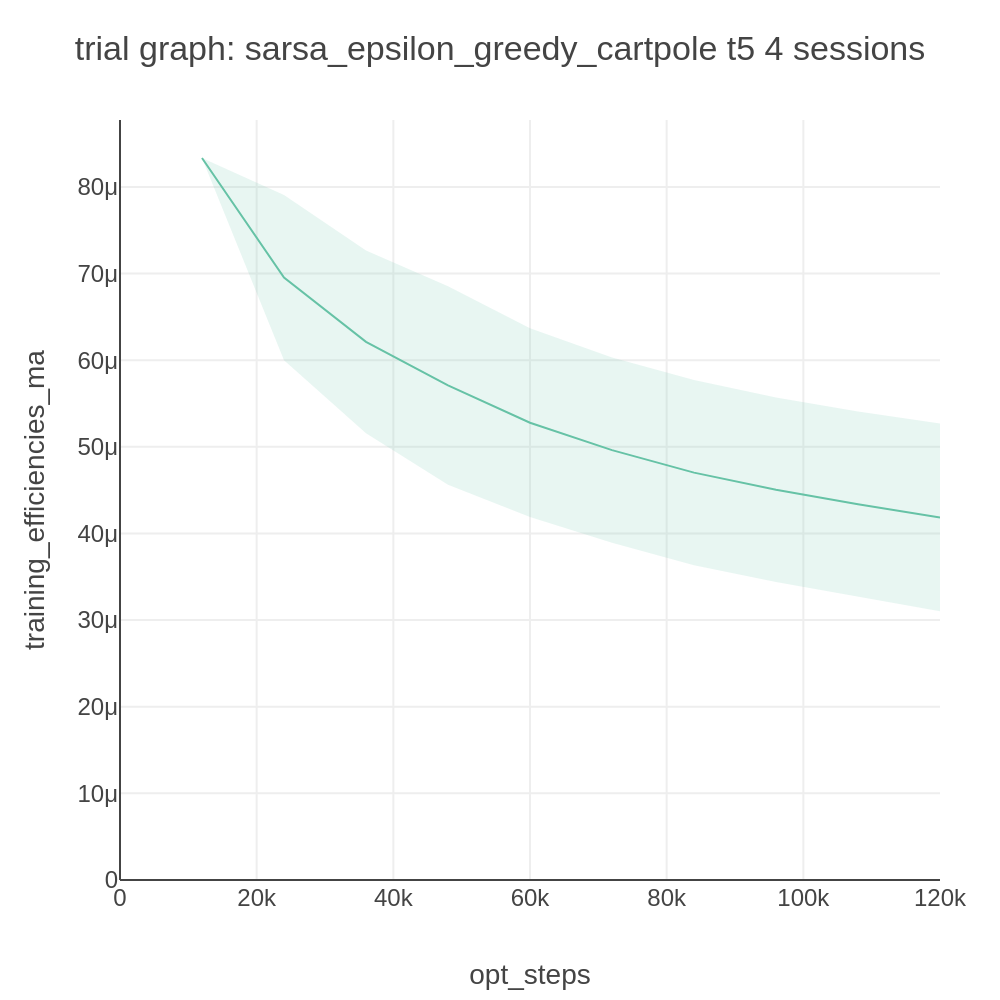 trial graph: sarsa_epsilon_greedy_cartpole t5 4 sessions
training_efficiencies_ma
80μ
70μ
60μ
50μ
40μ
30μ
20μ
10μ
0
0 20k 40k 60k 80k 100k 120k
opt_steps